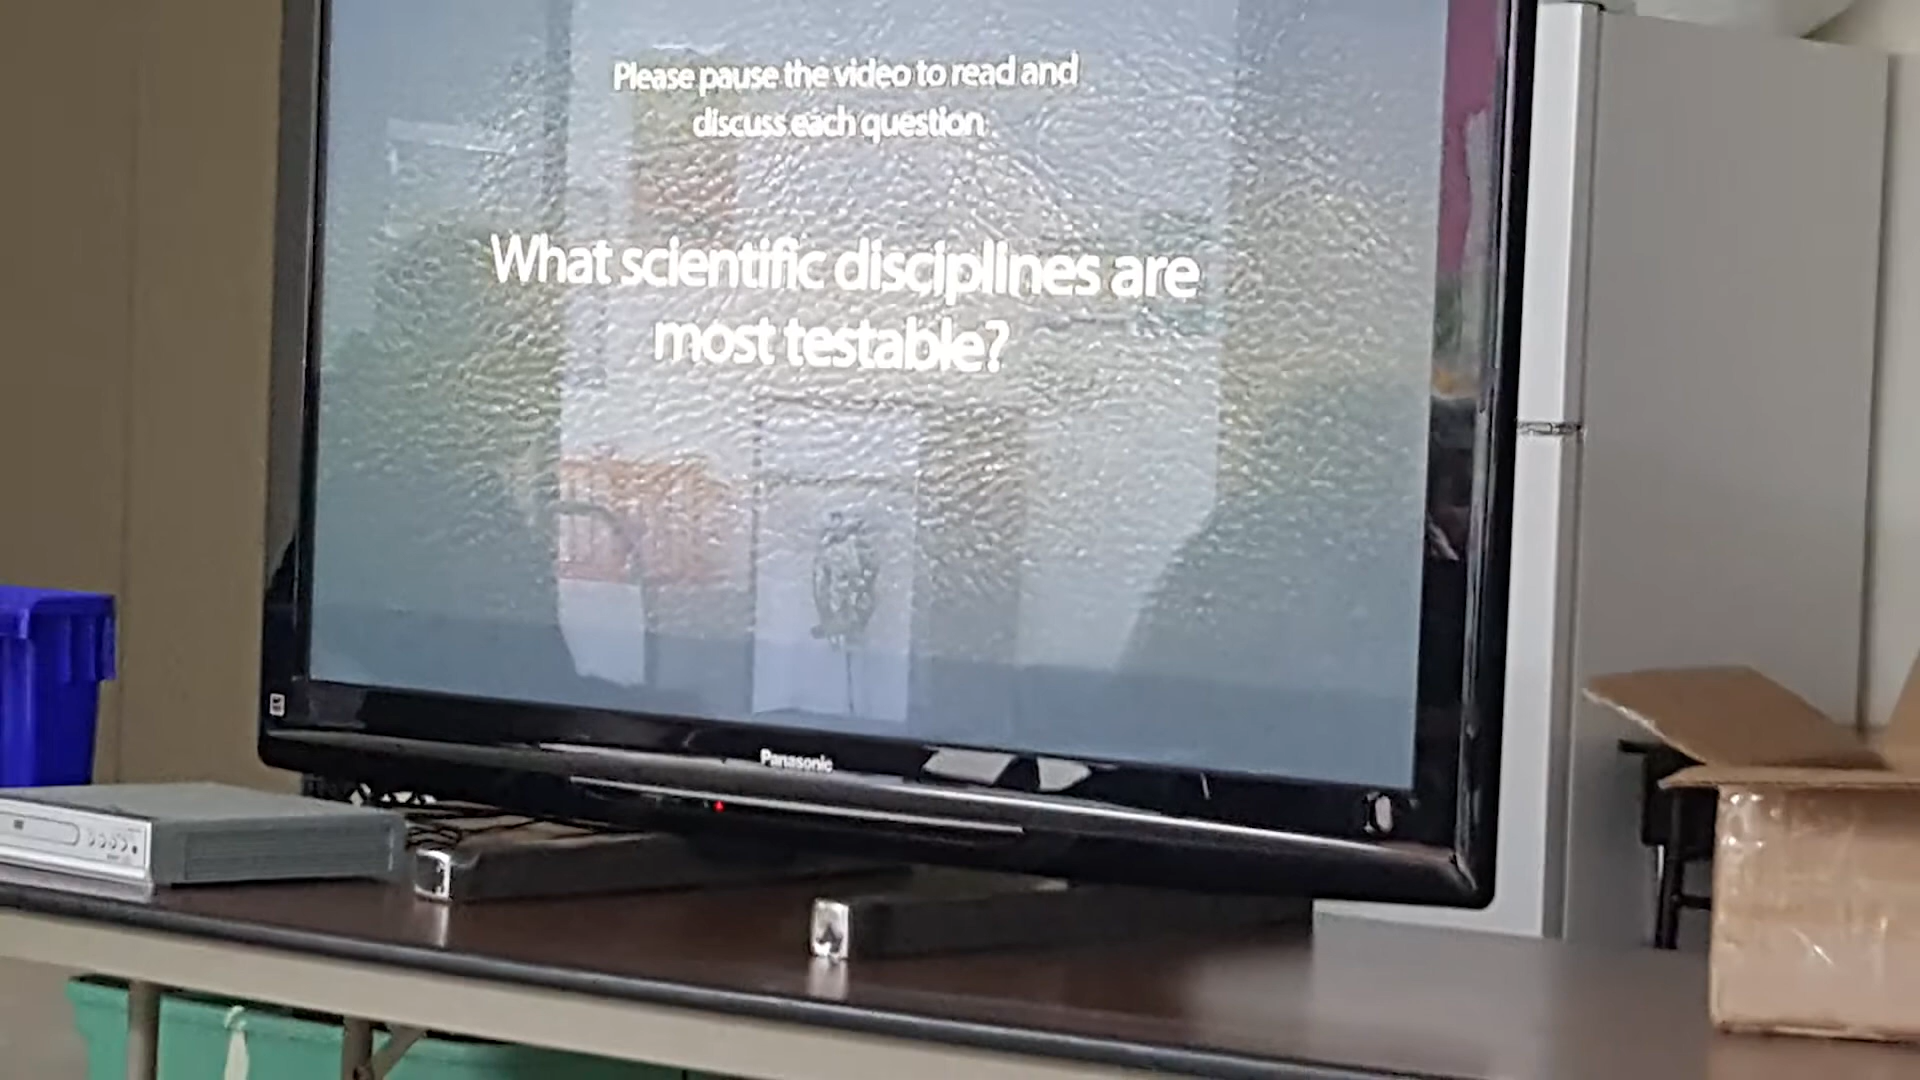 Please pause the video to read and
discuss each question.
What scientific disciplines are
most testable?
Panasonic